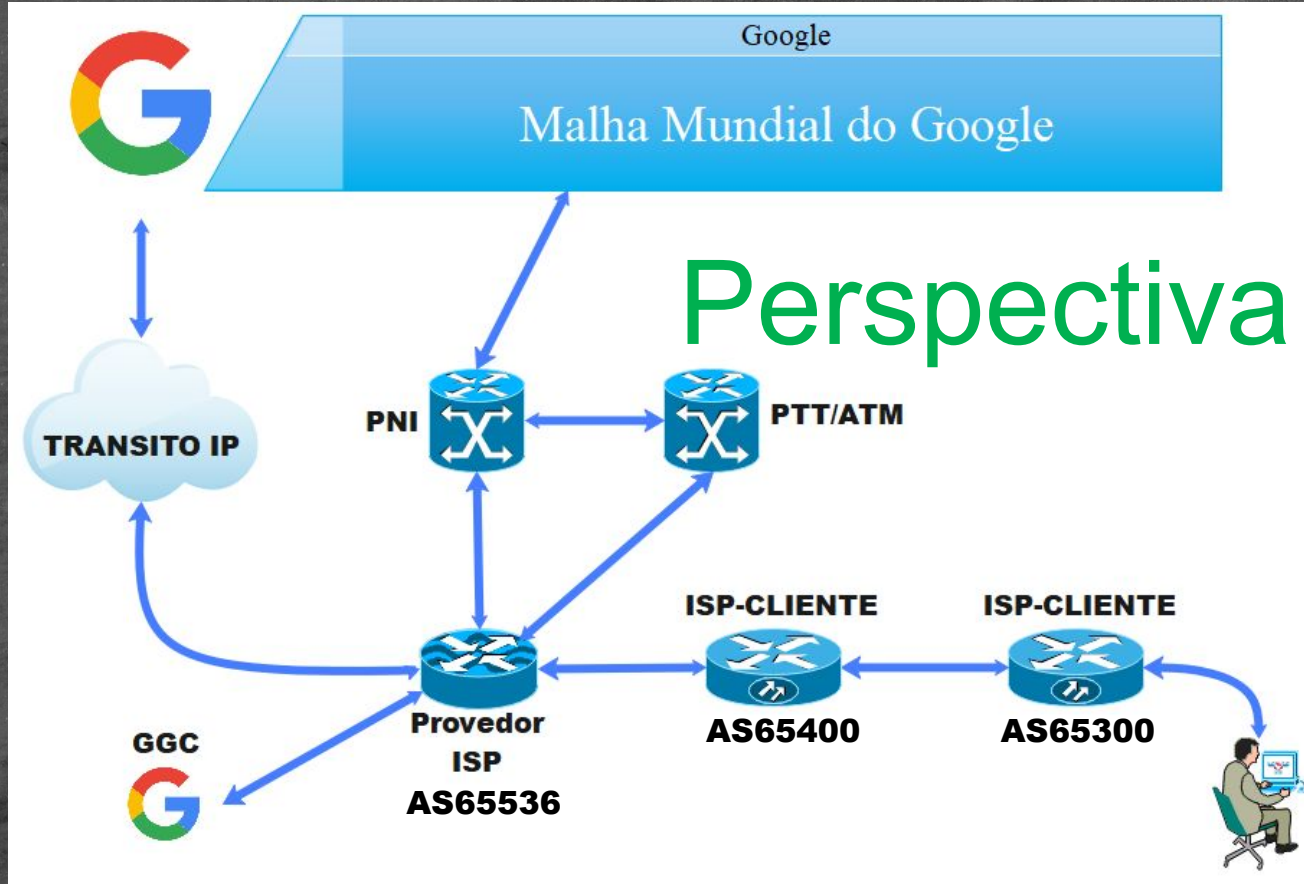 Google
Malha Mundial do Google
Perspectiva
PNI
PTT/ATM
TRANSITO IP
ISP-CLIENTE
ISP-CLIENTE
AS65400
AS65300
Provedor
ISP
AS65536
GGC